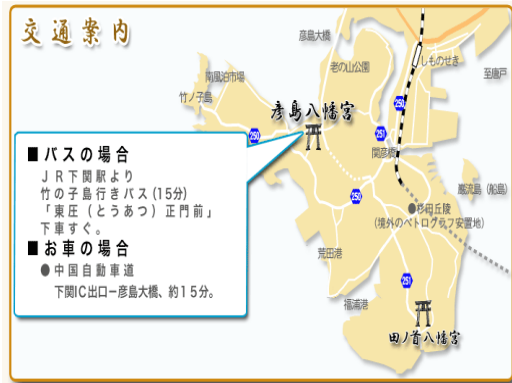 交通案内
彦島大橋
しものせき
老の山公園
至唐戸
南風泊市場
竹ノ子島
250
彦島八幡宮
250
251
関彦橋
■ バスの場合
JR下関駅より
竹の子島行きバス(15分)
「東圧(とうあつ)正門前」
下車すぐ。
■ お車の場合
●中国自動車道
下関IC出口ー彦島大橋、約15分。
250
巌流島(船島)
●杉田丘陵
(境外のペトログラフ安置地)
荒田港
251
福浦港
田ノ首八幡宮